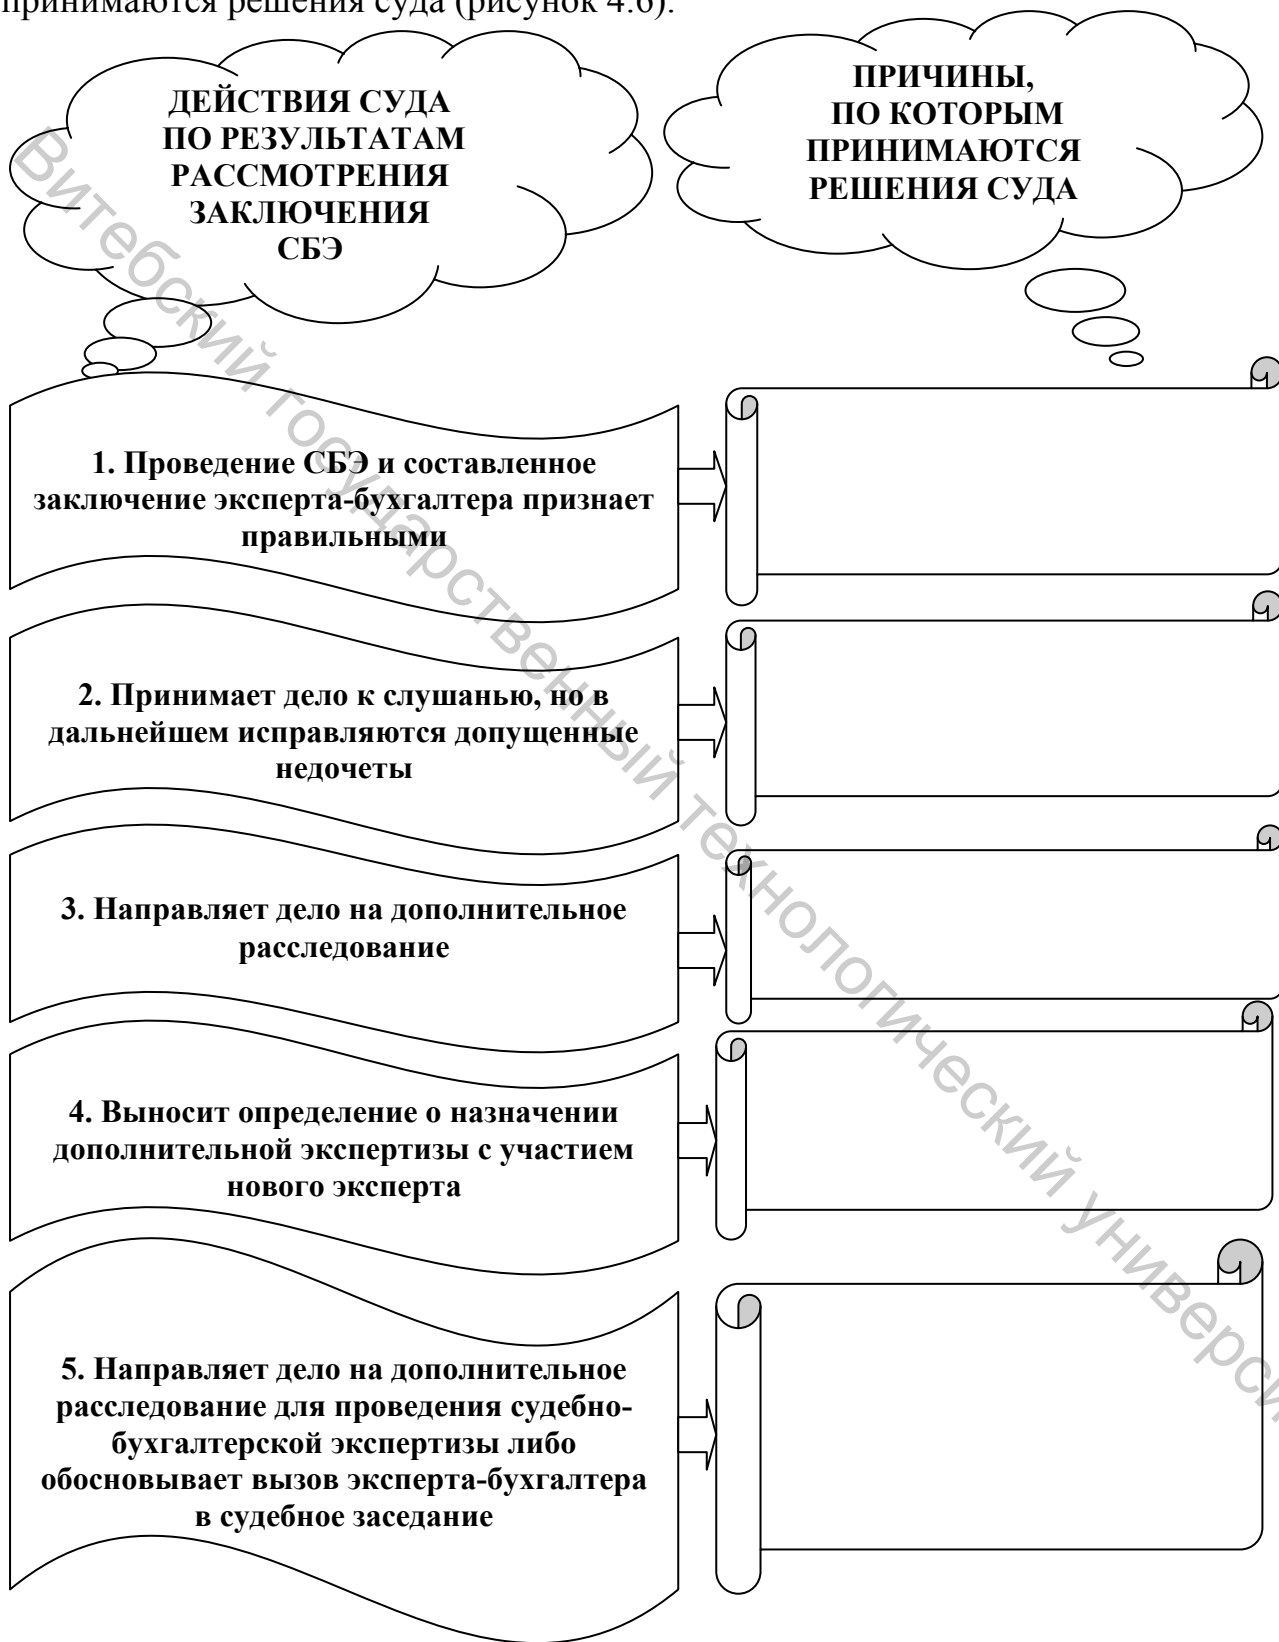 принимаются решения суда (рисунок 4.6).
ДЕЙСТВИЯ СУДА
ПО РЕЗУЛЬТАТАМ
РАССМОТРЕНИЯ
ЗАКЛЮЧЕНИЯ
СБЭ
ПРИЧИНЫ,
ПО КОТОРЫМ
ПРИНИМАЮТСЯ
РЕШЕНИЯ СУДА
1. Проведение СБЭ и составленное
заключение эксперта-бухгалтера признает
правильными
2. Принимает дело к слушанью, но в
дальнейшем исправляются допущенные
недочеты
3. Направляет дело на дополнительное
расследование
4. Выносит определение о назначении
дополнительной экспертизы с участием
нового эксперта
5. Направляет дело на дополнительное
расследование для проведения судебно-
бухгалтерской экспертизы либо
обосновывает вызов эксперта-бухгалтера
в судебное заседание
Витебский государственный технологический универси